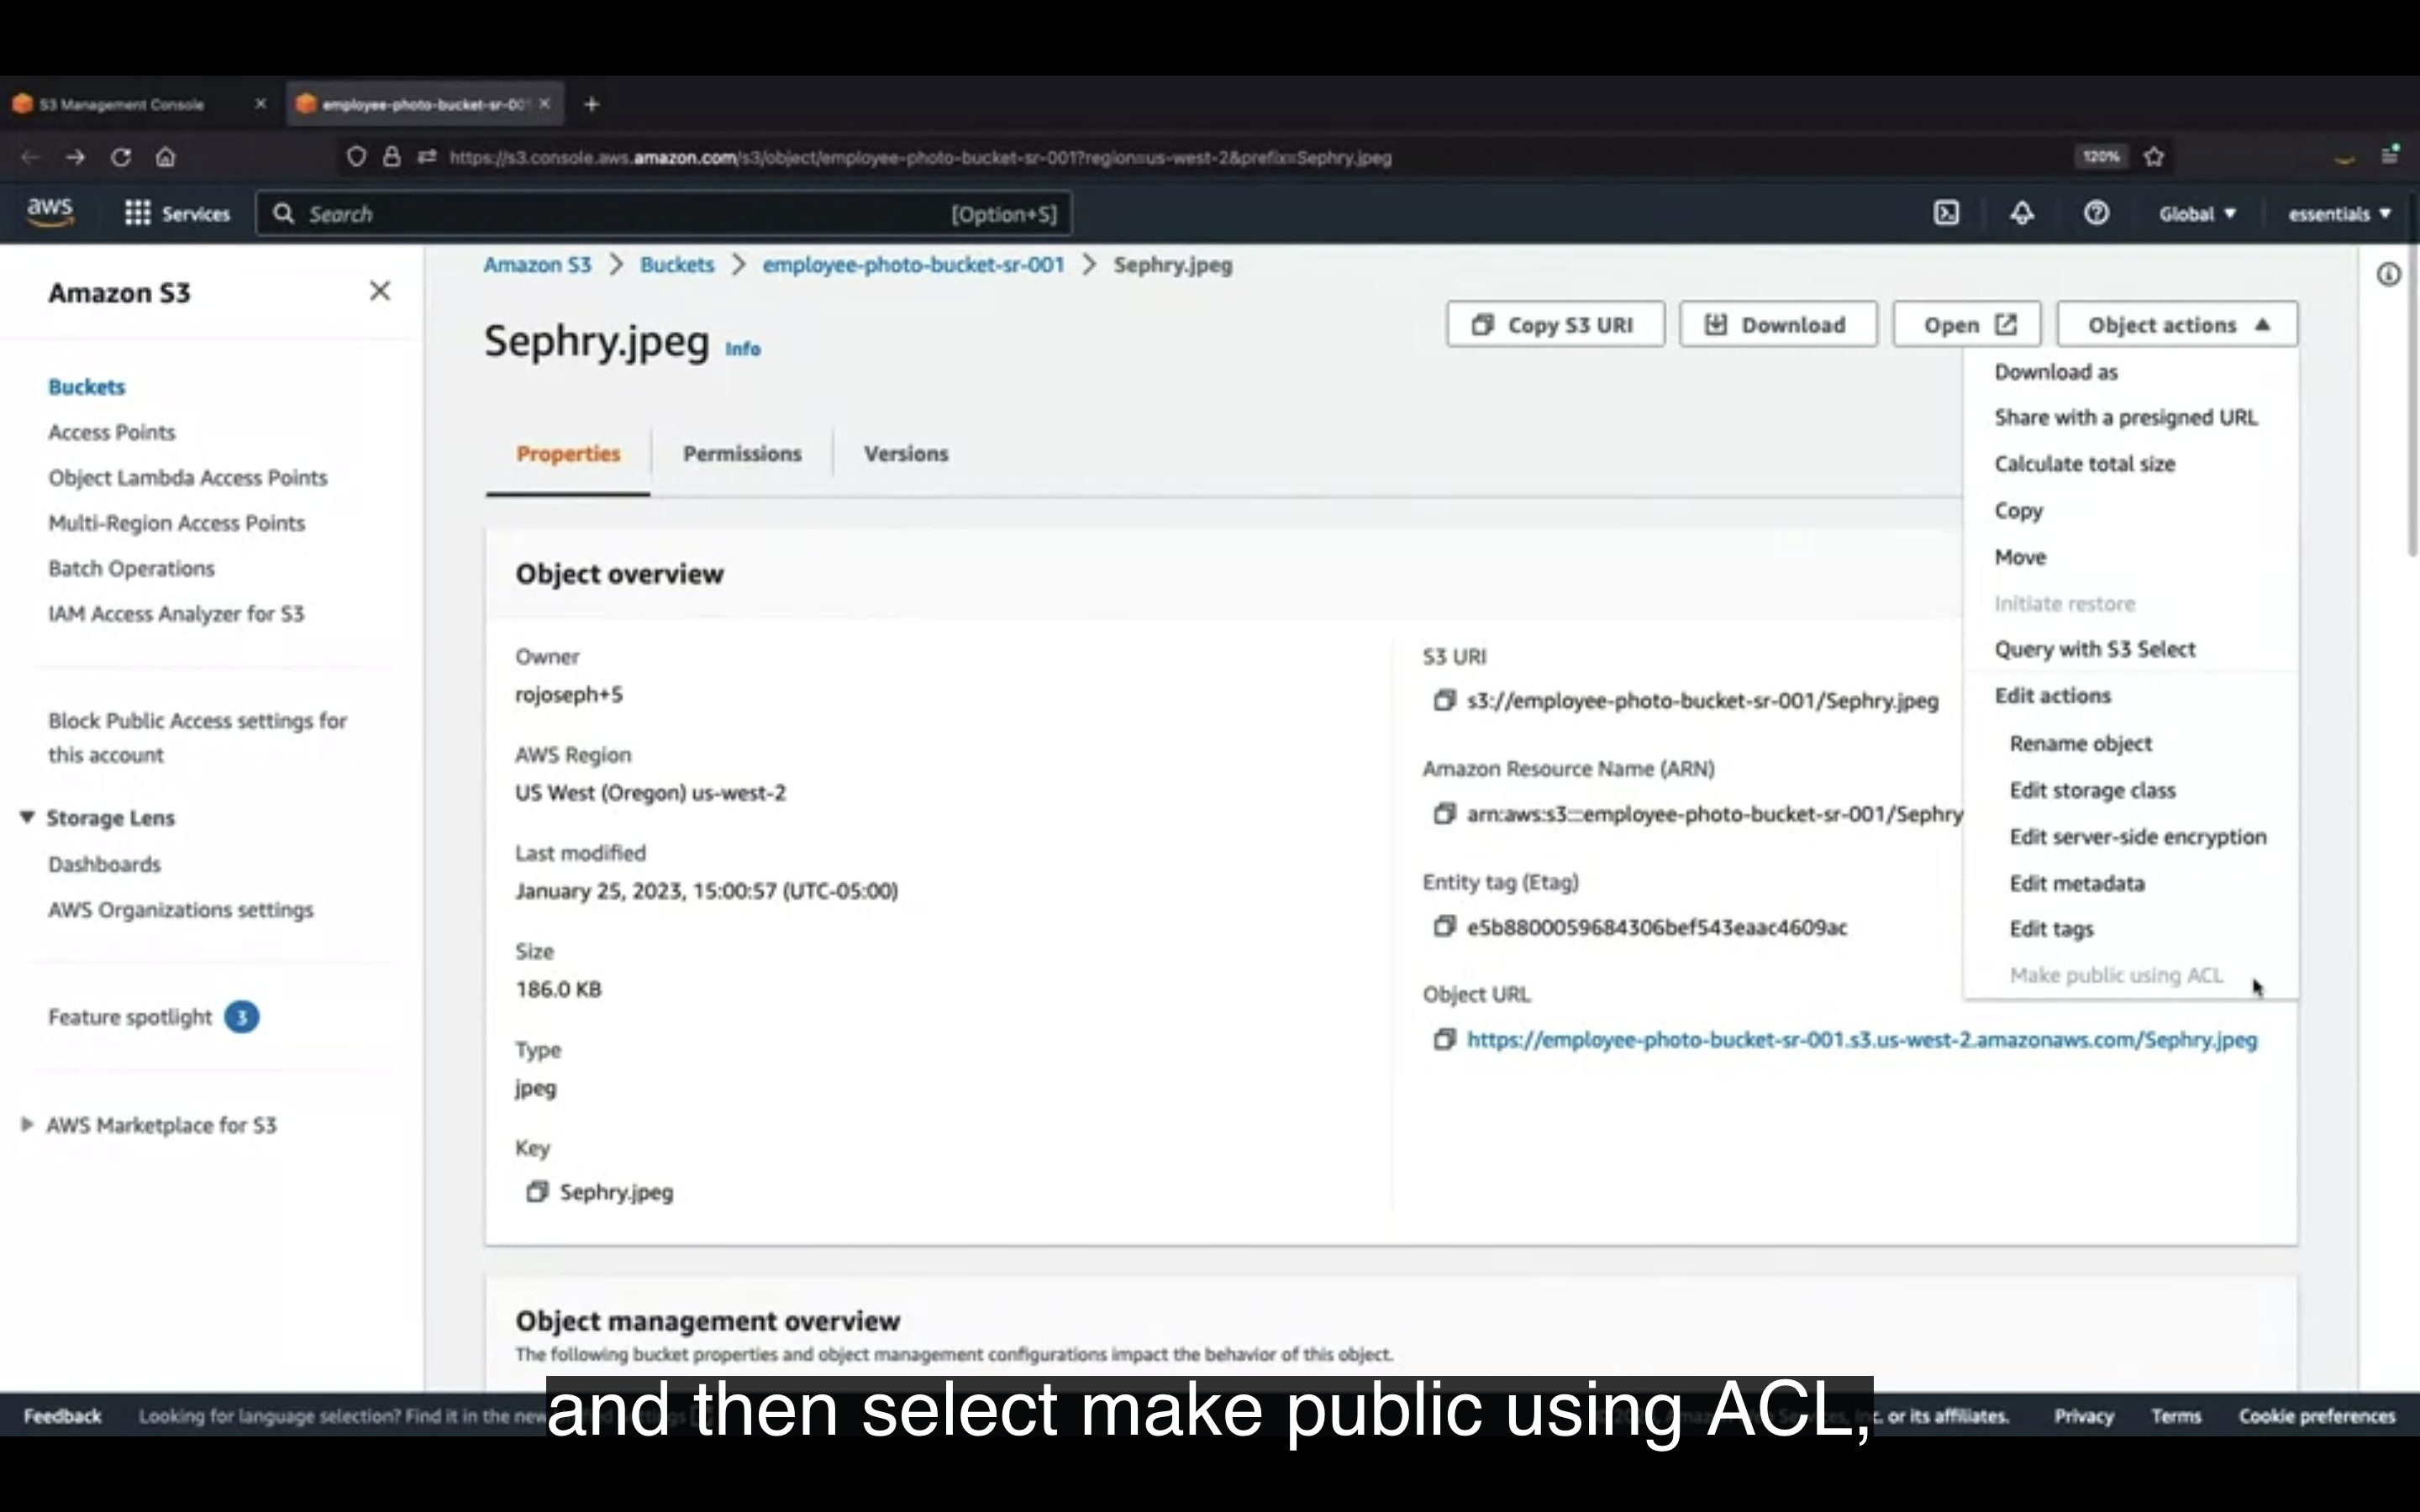 S3 Management Console
employee-photo-bucket-sr-00
https://s3.console.aws.amazon.com/s3/object/employee-photo-bucket-sr-001?region=us-west-2&prefix=Sephry.jpeg
120%
aws
Services
Search
[Option+S]
Global
essentials
Amazon S3
Buckets
Access Points
Object Lambda Access Points
Multi-Region Access Points
Batch Operations
IAM Access Analyzer for S3
Block Public Access settings for
this account
Storage Lens
Dashboards
AWS Organizations settings
Feature spotlight 3
AWS Marketplace for S3
Amazon S3 > Buckets > employee-photo-bucket-sr-001 > Sephry.jpeg
Sephry.jpeg Info
Copy S3 URI
Download
Open
Object actions
Download as
Share with a presigned URL
Calculate total size
Copy
Move
Initiate restore
Query with S3 Select
Edit actions
Rename object
Edit storage class
Edit server-side encryption
Edit metadata
Edit tags
Make public using ACL
Properties
Permissions
Versions
Object overview
Owner
rojoseph+5
AWS Region
US West (Oregon) us-west-2
Last modified
January 25, 2023, 15:00:57 (UTC-05:00)
Size
186.0 KB
Type
jpeg
Key
Sephry.jpeg
S3 URI
s3://employee-photo-bucket-sr-001/Sephry.jpeg
Amazon Resource Name (ARN)
arn:aws:s3:::employee-photo-bucket-sr-001/Sephry
Entity tag (Etag)
e5b8800059684306bef543eaac4609ac
Object URL
https://employee-photo-bucket-sr-001.s3.us-west-2.amazonaws.com/Sephry.jpeg
Object management overview
The following bucket properties and object management configurations impact the behavior of this object.
Feedback
Looking for language selection? Find it in the new
and then select make public using ACL,
or its affiliates.
Privacy
Terms
Cookie preferences